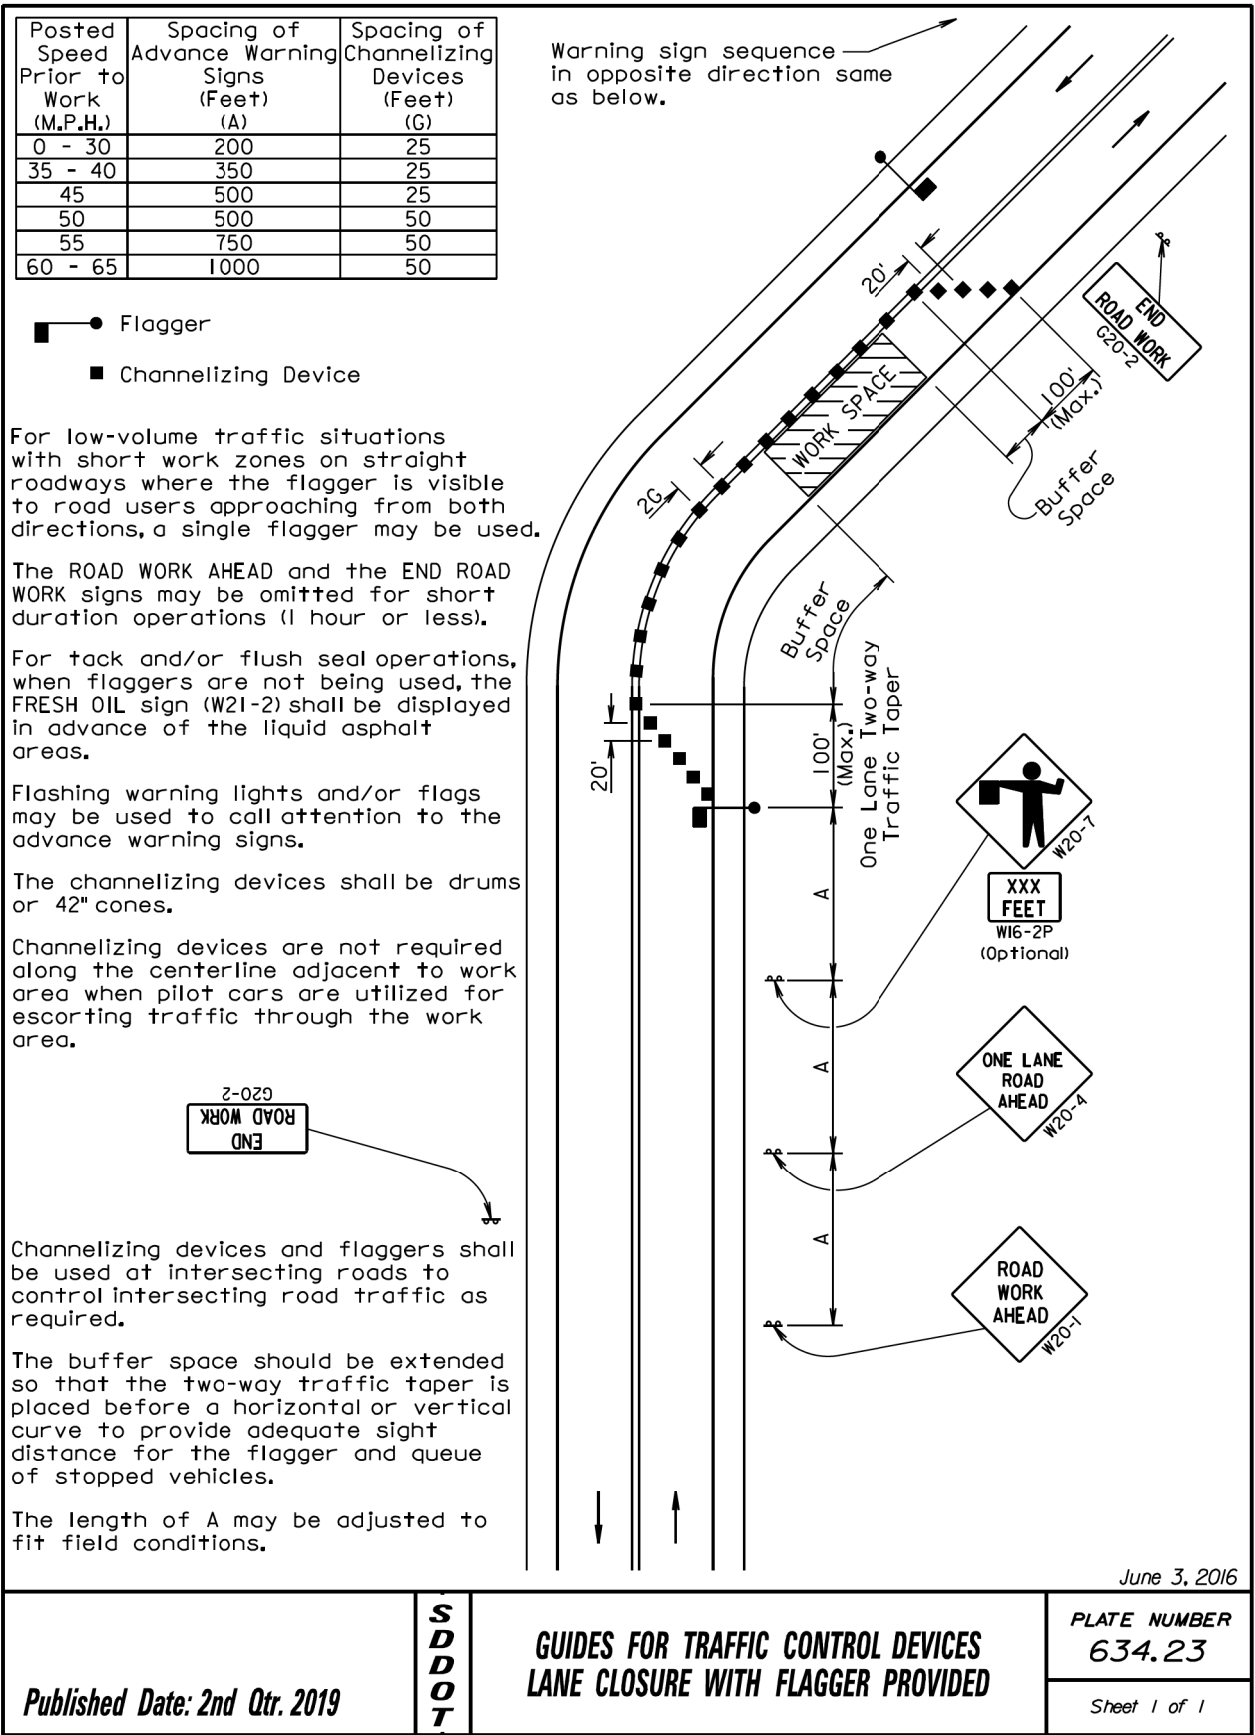 Posted
Speed
Prior to
Work
(M.P.H.)
Spacing of
Advance Warning
Signs
(Feet)
(A)
Spacing of
Channelizing
Devices
(Feet)
(G)
0 - 30 200 25
35 - 40 350 25
45 500 25
50 500 50
55 750 50
60 - 65 1000 50
Flagger
Channelizing Device
Warning sign sequence
in opposite direction same
as below.
For low-volume traffic situations
with short work zones on straight
roadways where the flagger is visible
to road users approaching from both
directions, a single flagger may be used.
The ROAD WORK AHEAD and the END ROAD
WORK signs may be omitted for short
duration operations (1 hour or less).
For tack and/or flush seal operations,
when flaggers are not being used, the
FRESH OIL sign (W21-2) shall be displayed
in advance of the liquid asphalt
areas.
Flashing warning lights and/or flags
may be used to call attention to the
advance warning signs.
The channelizing devices shall be drums
or 42" cones.
Channelizing devices are not required
along the centerline adjacent to work
area when pilot cars are utilized for
escorting traffic through the work
area.
END
ROAD WORK
G20-2
Channelizing devices and flaggers shall
be used at intersecting roads to
control intersecting road traffic as
required.
The buffer space should be extended
so that the two-way traffic taper is
placed before a horizontal or vertical
curve to provide adequate sight
distance for the flagger and queue
of stopped vehicles.
The length of A may be adjusted to
fit field conditions.
20'
END
ROAD WORK
G20-2
100'
(Max.)
Buffer
Space
WORK SPACE
2G
Buffer
Space
20'
100'
(Max.)
One Lane Two-way
Traffic Taper
A
A
A
W20-7
XXX
FEET
W16-2P
(Optional)
ONE LANE
ROAD
AHEAD
W20-4
ROAD
WORK
AHEAD
W20-1
June 3, 2016
Published Date: 2nd Qtr. 2019
SDDOT
GUIDES FOR TRAFFIC CONTROL DEVICES
LANE CLOSURE WITH FLAGGER PROVIDED
PLATE NUMBER
634.23
Sheet 1 of 1